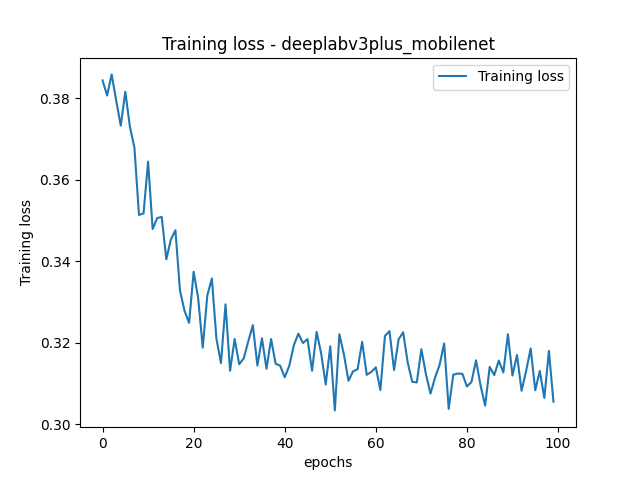 Training loss - deeplabv3plus_mobilenet
Training loss
0.38
0.36
0.34
0.32
0.30
Training loss
0 20 40 60 80 100
epochs